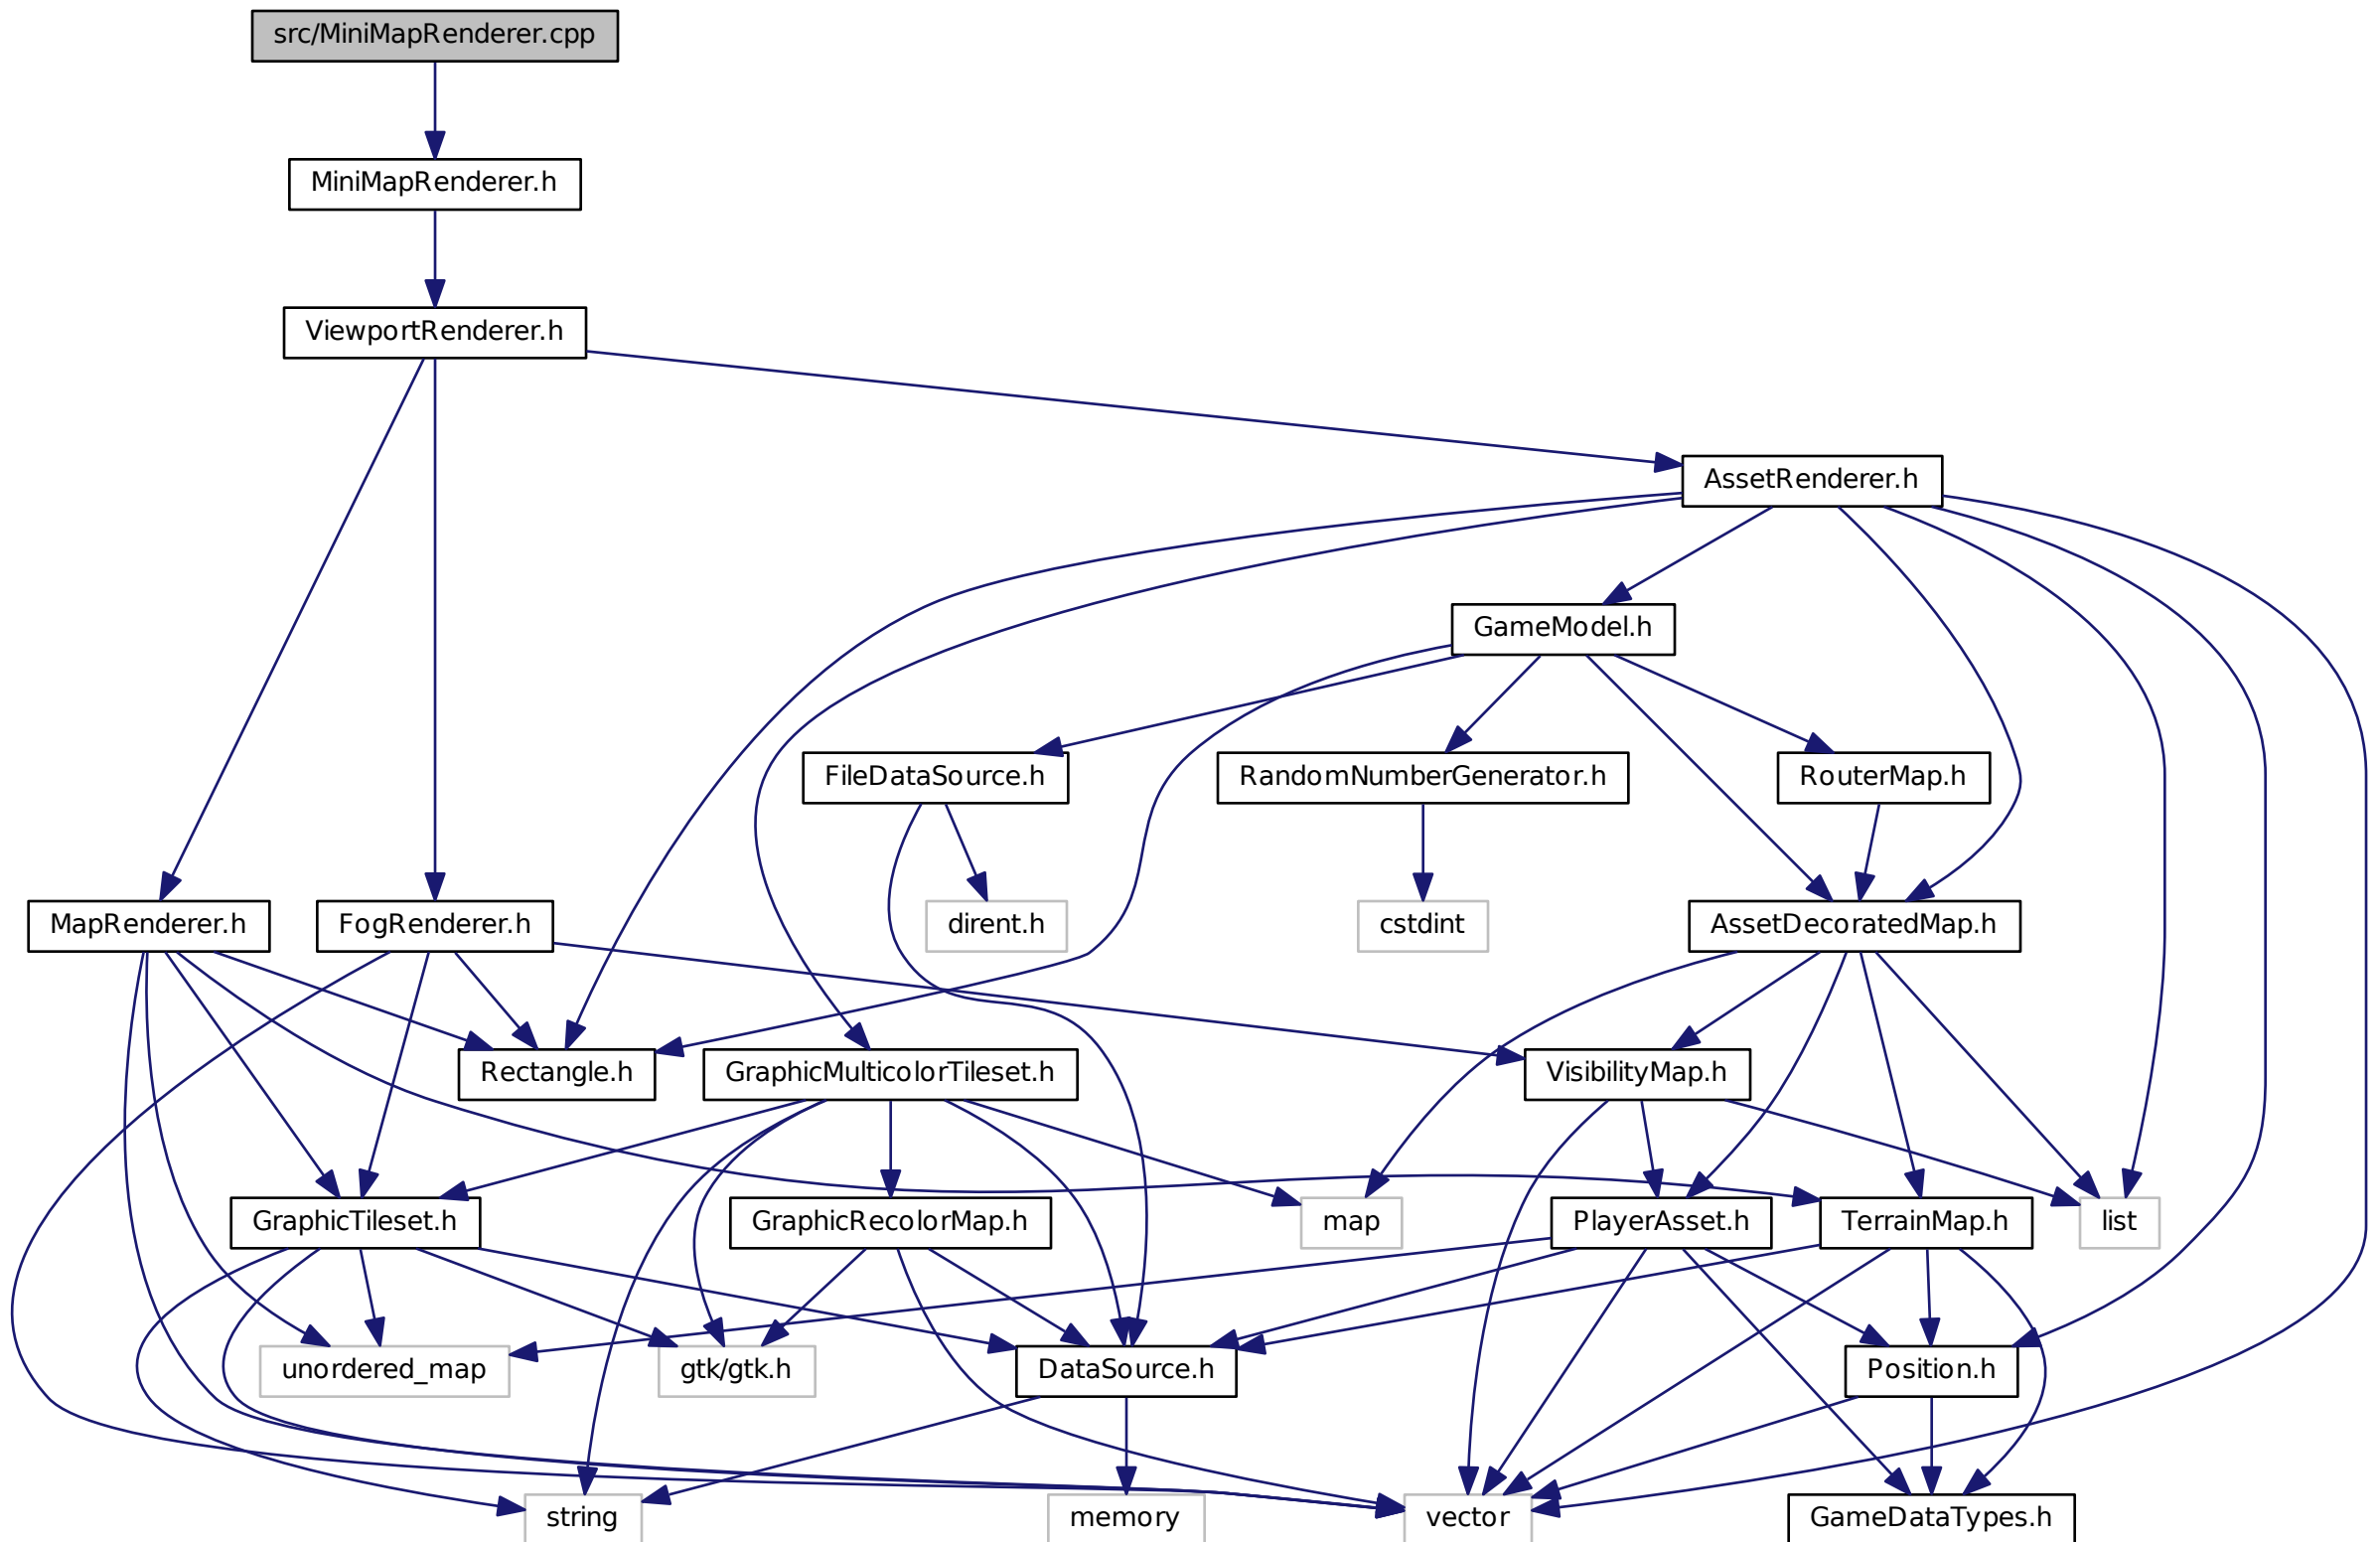 src/MiniMapRenderer.cpp
MiniMapRenderer.h
ViewportRenderer.h
AssetRenderer.h
GameModel.h
FileDataSource.h
RandomNumberGenerator.h
RouterMap.h
MapRenderer.h
FogRenderer.h
dirent.h
cstdint
AssetDecoratedMap.h
Rectangle.h
GraphicMulticolorTileset.h
VisibilityMap.h
GraphicTileset.h
GraphicRecolorMap.h
map
PlayerAsset.h
TerrainMap.h
list
unordered_map
gtk/gtk.h
DataSource.h
Position.h
string
memory
vector
GameDataTypes.h